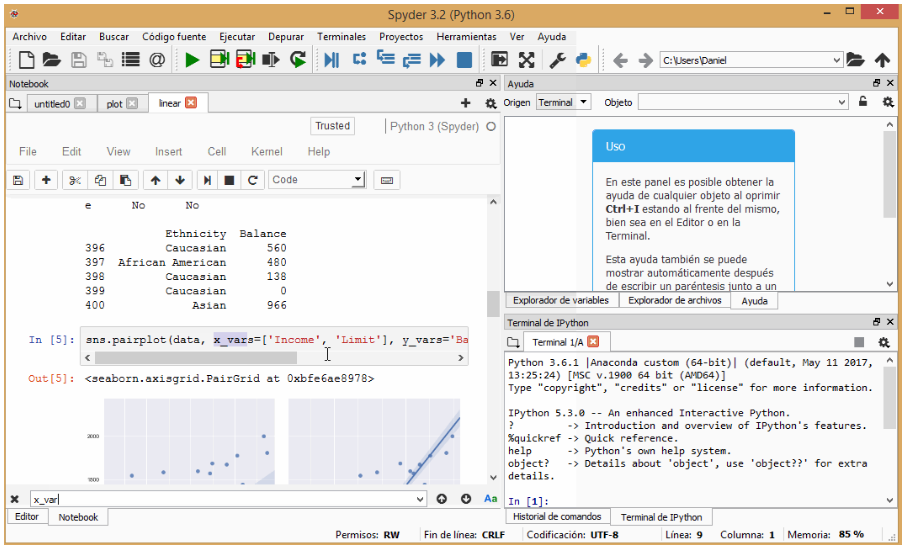 Spyder 3.2 (Python 3.6)
Archivo Editar Buscar Código fuente Ejecutar Depurar Terminales Proyectos Herramientas Ver Ayuda
C:\Users\Daniel
Notebook
untitled0 plot linear
Trusted Python 3 (Spyder)
File Edit View Insert Cell Kernel Help
Code
e No No
Ethnicity Balance
396 Caucasian 560
397 African American 480
398 Caucasian 138
399 Caucasian 0
400 Asian 966
In [5]: sns.pairplot(data, x_vars=['Income', 'Limit'], y_vars='Ba
Out[5]: <seaborn.axisgrid.PairGrid at 0xbfe6ae8978>
2000
1500
x_var
Aa
Editor Notebook
Ayuda
Origen Terminal Objeto
Uso
En este panel es posible obtener la
ayuda de cualquier objeto al oprimir
Ctrl+I estando al frente del mismo,
bien sea en el Editor o en la
Terminal.
Esta ayuda también se puede
mostrar automáticamente después
de escribir un paréntesis junto a un
Explorador de variables Explorador de archivos Ayuda
Terminal de IPython
Terminal 1/A
Python 3.6.1 |Anaconda custom (64-bit)| (default, May 11 2017,
13:25:24) [MSC v.1900 64 bit (AMD64)]
Type "copyright", "credits" or "license" for more information.
IPython 5.3.0 -- An enhanced Interactive Python.
? -> Introduction and overview of IPython's features.
%quickref -> Quick reference.
help -> Python's own help system.
object? -> Details about 'object', use 'object??' for extra
details.
In [1]:
Historial de comandos Terminal de IPython
Permisos: RW Fin de línea: CRLF Codificación: UTF-8 Línea: 9 Columna: 1 Memoria: 85 %